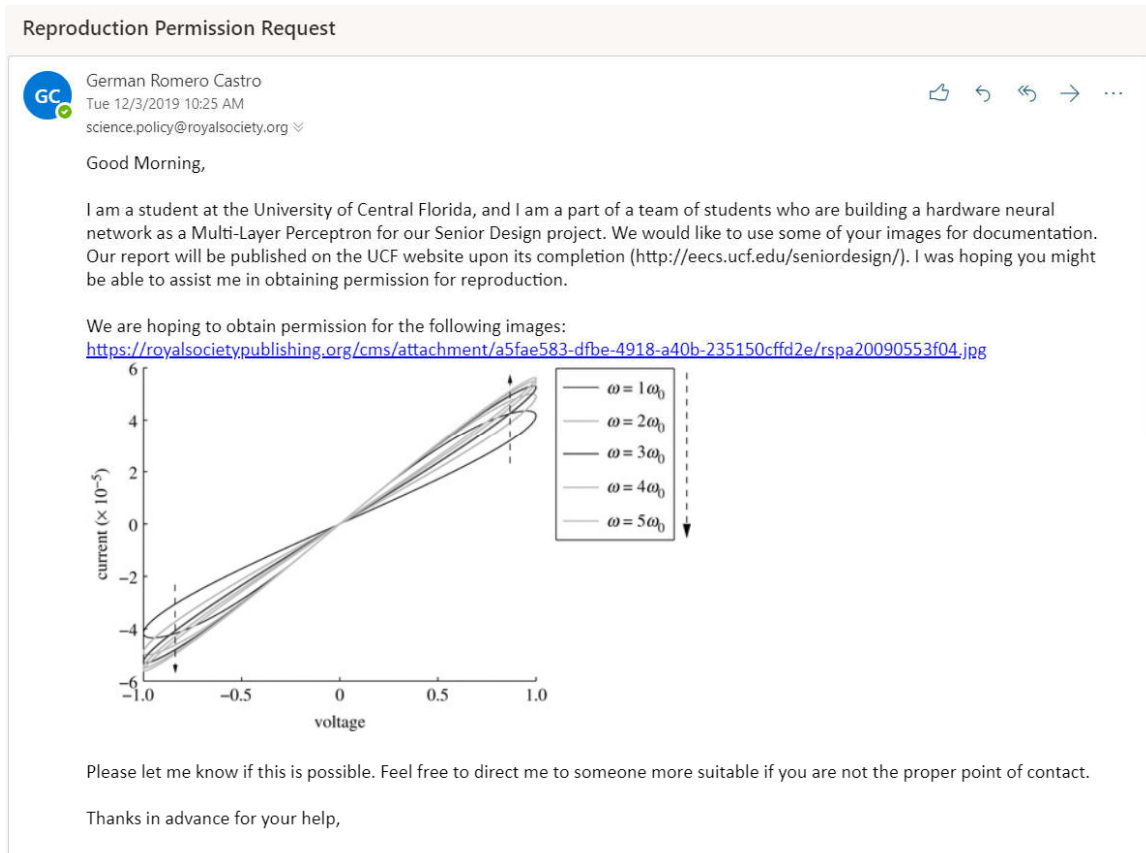 Reproduction Permission Request
GC
German Romero Castro
Tue 12/3/2019 10:25 AM
science.policy@royalsociety.org
Good Morning,
I am a student at the University of Central Florida, and I am a part of a team of students who are building a hardware neural
network as a Multi-Layer Perceptron for our Senior Design project. We would like to use some of your images for documentation.
Our report will be published on the UCF website upon its completion (http://eecs.ucf.edu/seniordesign/). I was hoping you might
be able to assist me in obtaining permission for reproduction.
We are hoping to obtain permission for the following images:
https://royalsocietypublishing.org/cms/attachment/a5fae583-dfbe-4918-a40b-235150cffd2e/rspa20090553f04.jpg
6
4
2
0
−2
−4
−6
current (× 10⁻⁵)
−1.0 −0.5 0 0.5 1.0
voltage
ω = 1ω₀
ω = 2ω₀
ω = 3ω₀
ω = 4ω₀
ω = 5ω₀
Please let me know if this is possible. Feel free to direct me to someone more suitable if you are not the proper point of contact.
Thanks in advance for your help,